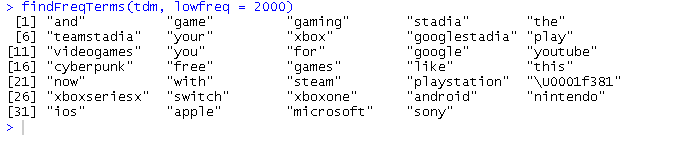 > findFreqTerms(tdm, lowfreq = 2000)
[1] "and" "game" "gaming" "stadia" "the"
[6] "teamstadia" "your" "xbox" "googlestadia" "play"
[11] "videogames" "you" "for" "google" "youtube"
[16] "cyberpunk" "free" "games" "like" "this"
[21] "now" "with" "steam" "playstation" "\U0001f381"
[26] "xboxseriesx" "switch" "xboxone" "android" "nintendo"
[31] "ios" "apple" "microsoft" "sony"
>